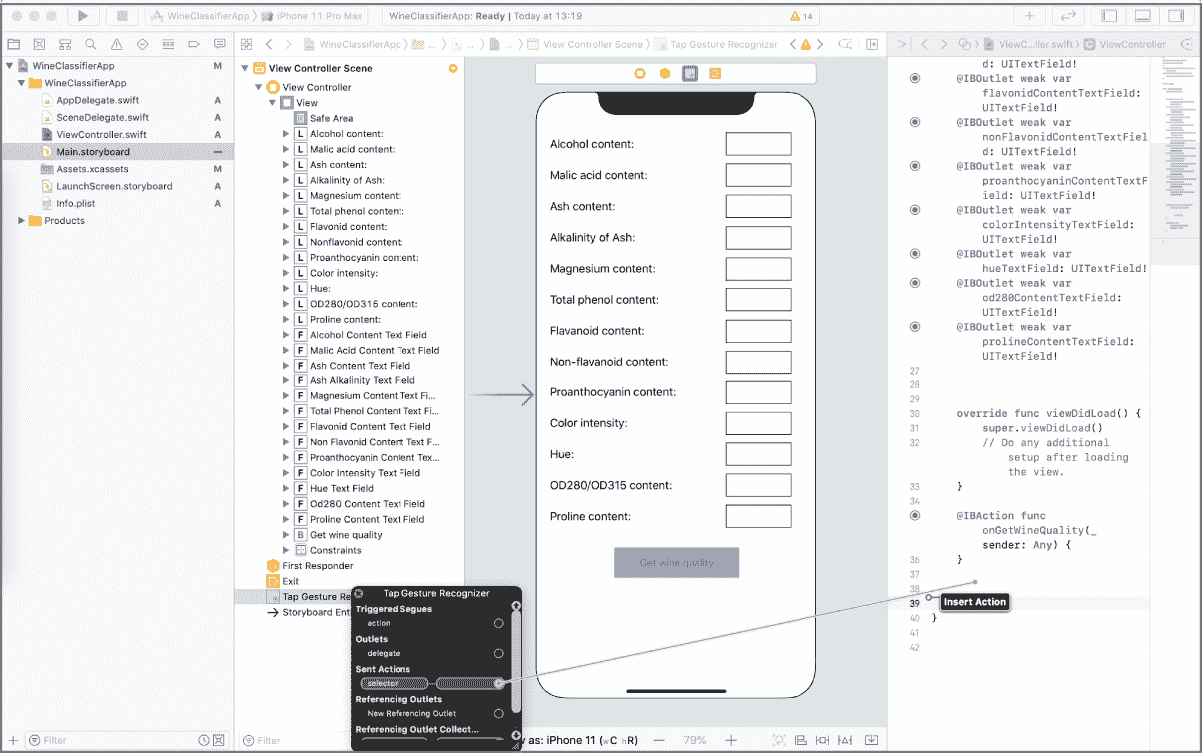 WineClassifierApp
iPhone 11 Pro Max
WineClassifierApp: Ready | Today at 13:19
14
WineClassifierApp
...
...
...
View Controller Scene
Tap Gesture Recognizer
ViewC...ller.swift
ViewController
WineClassifierApp M
WineClassifierApp
AppDelegate.swift A
SceneDelegate.swift A
ViewController.swift A
Main.storyboard —
Assets.xcassets M
LaunchScreen.storyboard A
Info.plist A
Products
Filter
View Controller Scene
View Controller
View
Safe Area
L Alcohol content:
L Malic acid content:
L Ash content:
L Alkalinity of Ash:
L Magnesium content:
L Total phenol content:
L Flavonid content:
L Nonflavonid content:
L Proanthocyanin content:
L Color intensity:
L Hue:
L OD280/OD315 content:
L Proline content:
F Alcohol Content Text Field
F Malic Acid Content Text Field
F Ash Content Text Field
F Ash Alkalinity Text Field
F Magnesium Content Text Fi...
F Total Phenol Content Text Fi...
F Flavonid Content Text Field
F Non Flavonid Content Text F...
F Proanthocyanin Content Tex...
F Color Intensity Text Field
F Hue Text Field
F Od280 Content Text Field
F Proline Content Text Field
B Get wine quality
Constraints
First Responder
Exit
Tap Gesture Re
Storyboard Ent
Filter
Tap Gesture Recognizer
Triggered Segues
action
Outlets
delegate
Sent Actions
selector
Referencing Outlets
New Referencing Outlet
Referencing Outlet Collect...
Alcohol content:
Malic acid content:
Ash content:
Alkalinity of Ash:
Magnesium content:
Total phenol content:
Flavanoid content:
Non-flavanoid content:
Proanthocyanin content:
Color intensity:
Hue:
OD280/OD315 content:
Proline content:
Get wine quality
as: iPhone 11 (wC hR)
— 79% +
d: UITextField!
@IBOutlet weak var
flavonidContentTextField:
UITextField!
@IBOutlet weak var
nonFlavonidContentTextFiel
d: UITextField!
@IBOutlet weak var
proanthocyaninContentTextF
ield: UITextField!
@IBOutlet weak var
colorIntensityTextField:
UITextField!
@IBOutlet weak var
hueTextField: UITextField!
@IBOutlet weak var
od280ContentTextField:
UITextField!
@IBOutlet weak var
prolineContentTextField:
UITextField!
27
28
29
30 override func viewDidLoad() {
31 super.viewDidLoad()
32 // Do any additional
setup after loading
the view.
33 }
34
@IBAction func
onGetWineQuality(_
sender: Any) {
36 }
37
38
39 Insert Action
40 }
41
42